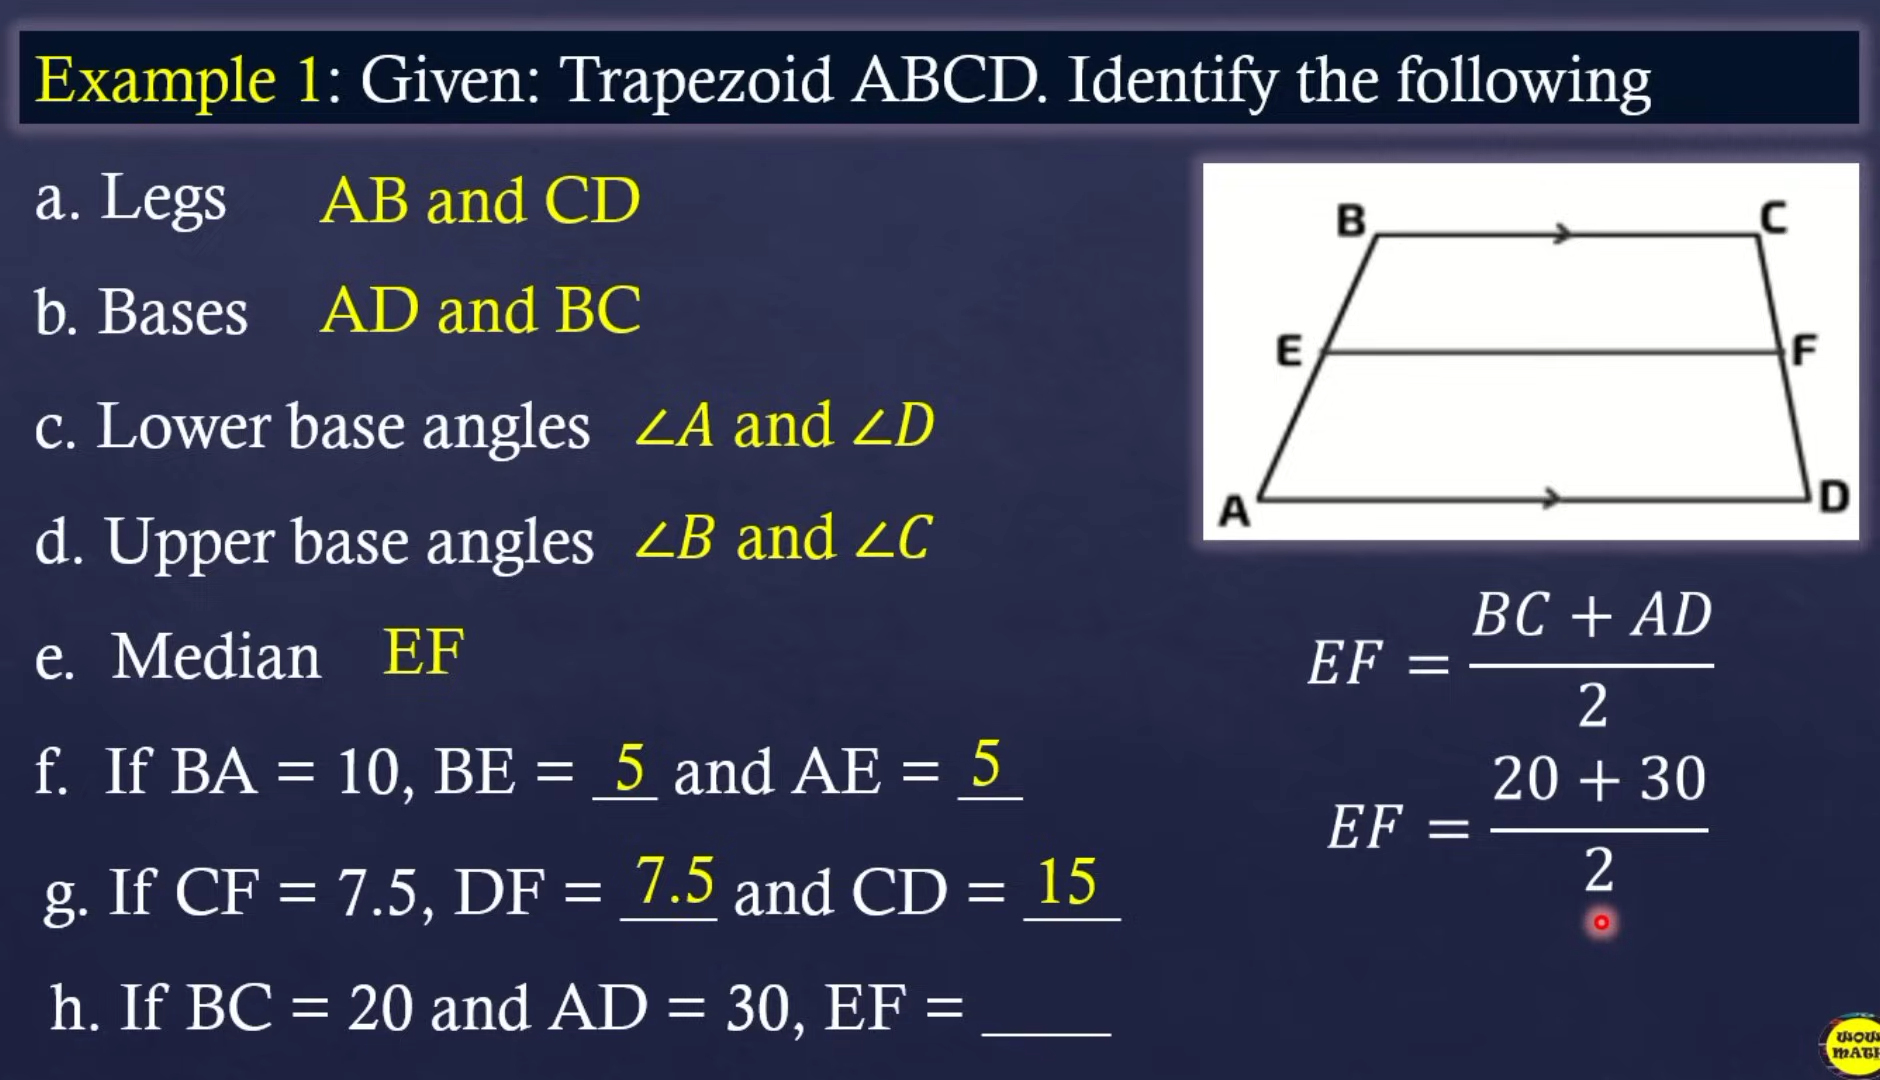 Example 1: Given: Trapezoid ABCD. Identify the following
a. Legs AB and CD
b. Bases AD and BC
c. Lower base angles ∠A and ∠D
d. Upper base angles ∠B and ∠C
e. Median EF
f. If BA = 10, BE = 5 and AE = 5
g. If CF = 7.5, DF = 7.5 and CD = 15
h. If BC = 20 and AD = 30, EF = _____
B C
E F
A D
EF = BC + AD
2
EF = 20 + 30
2
WOW
MATH